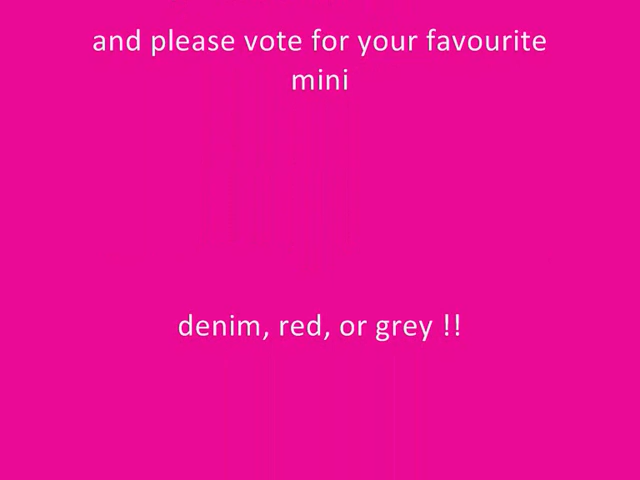 and please vote for your favourite
mini
denim, red, or grey !!